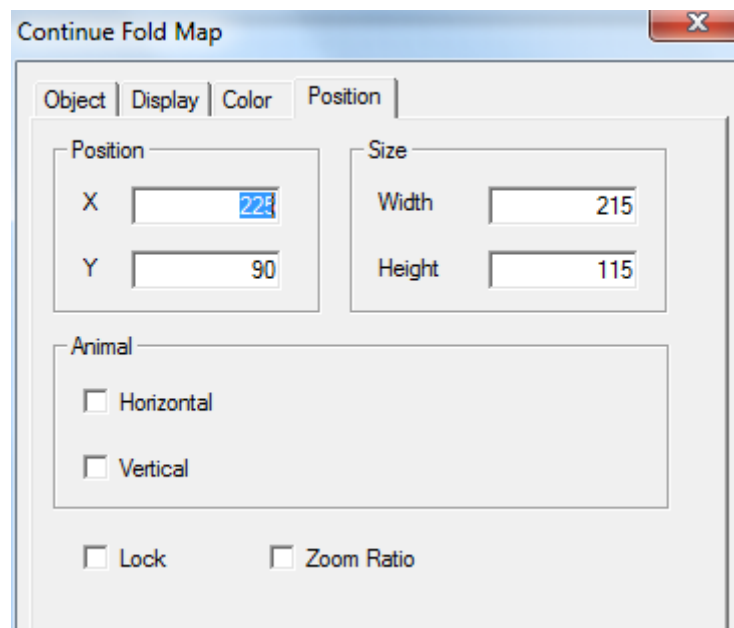 Continue Fold Map
Object Display Color Position
Position
X 225
Y 90
Size
Width 215
Height 115
Animal
Horizontal
Vertical
Lock Zoom Ratio